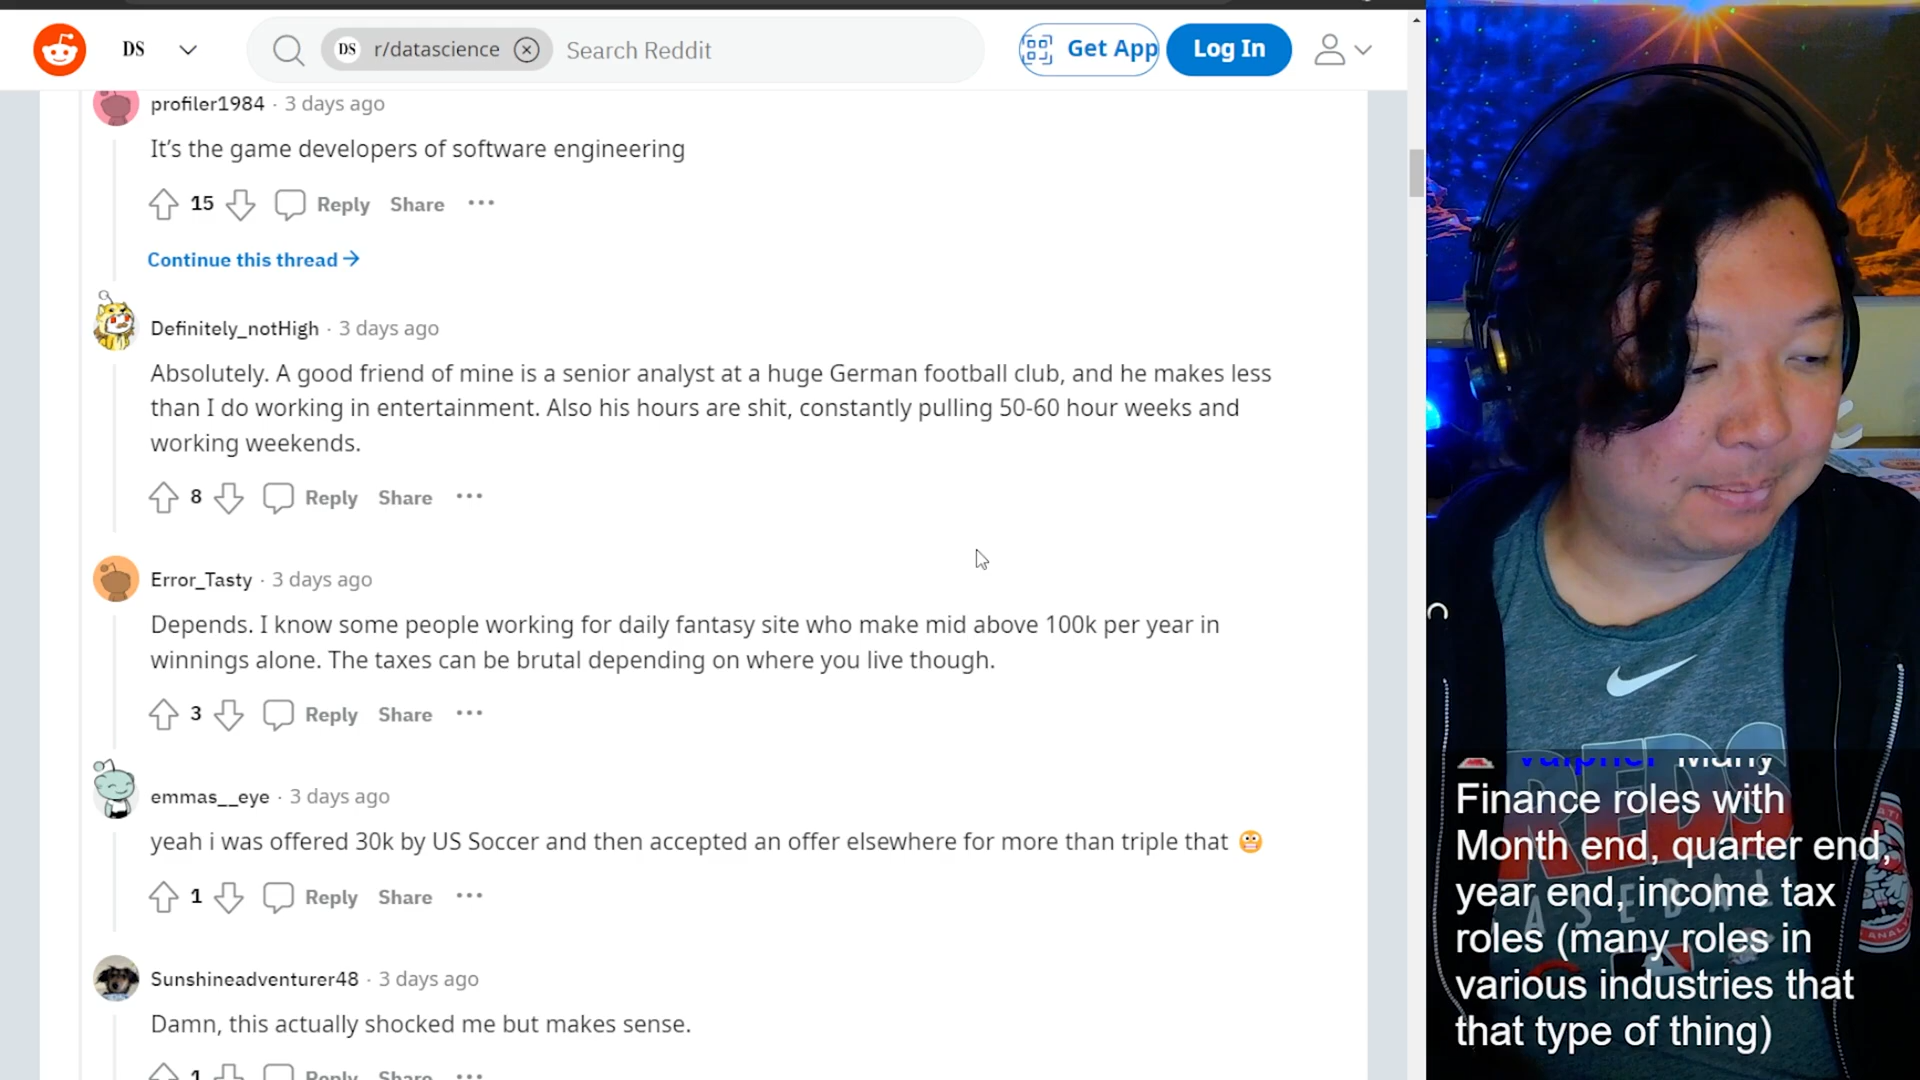 DS
DS r/datascience
Search Reddit
Get App
Log In
profiler1984 · 3 days ago
It’s the game developers of software engineering
15
Reply Share ···
Continue this thread →
Definitely_notHigh · 3 days ago
Absolutely. A good friend of mine is a senior analyst at a huge German football club, and he makes less
than I do working in entertainment. Also his hours are shit, constantly pulling 50-60 hour weeks and
working weekends.
8
Reply Share ···
Error_Tasty · 3 days ago
Depends. I know some people working for daily fantasy site who make mid above 100k per year in
winnings alone. The taxes can be brutal depending on where you live though.
3
Reply Share ···
emmas__eye · 3 days ago
yeah i was offered 30k by US Soccer and then accepted an offer elsewhere for more than triple that 😬
1
Reply Share ···
Sunshineadventurer48 · 3 days ago
Damn, this actually shocked me but makes sense.
1
Reply Share ···
REDS
BASEBALL
Many
Finance roles with
Month end, quarter end,
year end, income tax
roles (many roles in
various industries that
that type of thing)